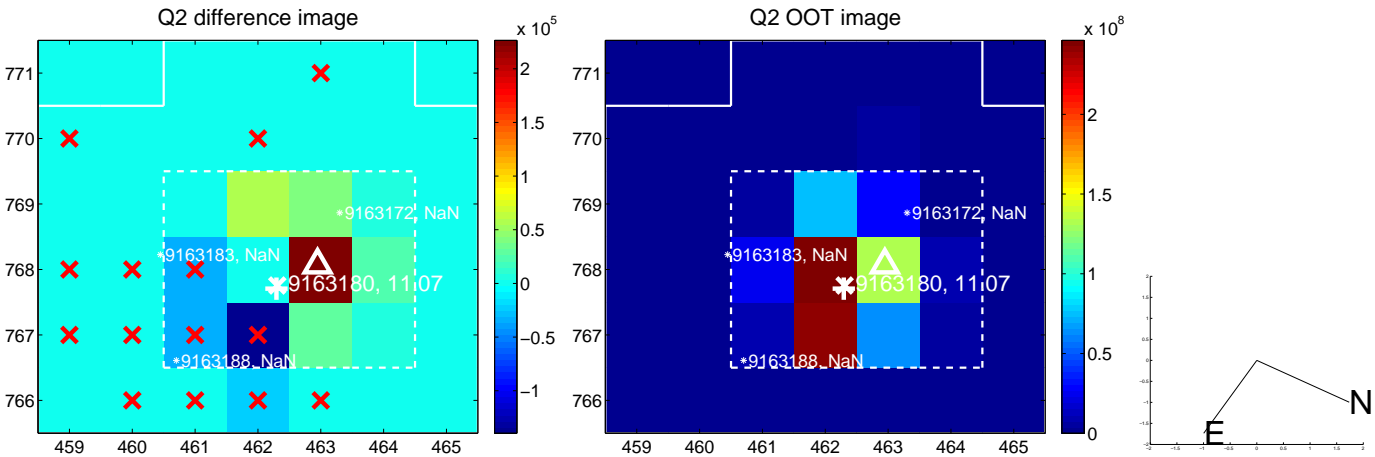 Q2 difference image
Q2 OOT image
x 10^5
x 10^8
771
770
769
768
767
766
459 460 461 462 463 464 465
2
1.5
1
0.5
0
−0.5
−1
9163172, NaN
9163183, NaN
9163180, 11.07
9163188, NaN
771
770
769
768
767
766
459 460 461 462 463 464 465
2
1.5
1
0.5
0
9163172, NaN
9163183, NaN
9163180, 11.07
9163188, NaN
N
E